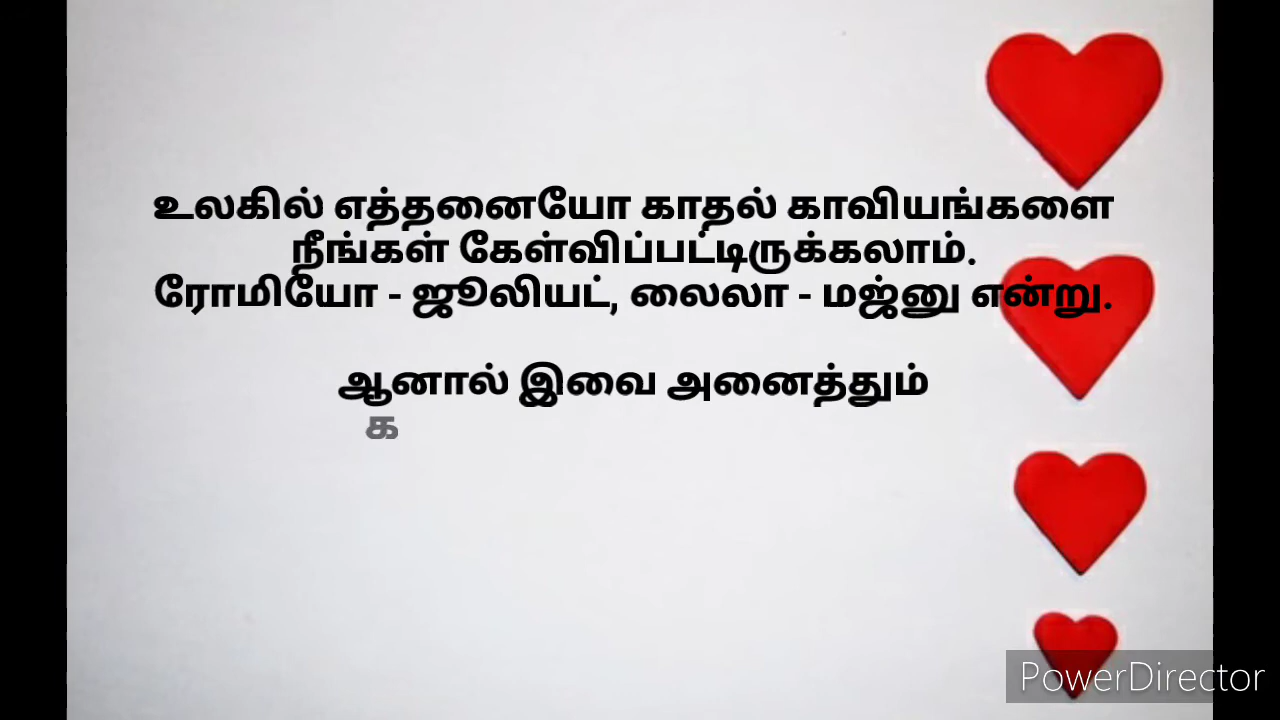 உலகில் எத்தனையோ காதல் காவியங்களை
நீங்கள் கேள்விப்பட்டிருக்கலாம்.
ரோமியோ - ஜூலியட், லைலா - மஜ்னு என்று.
ஆனால் இவை அனைத்தும்
க
PowerDirector